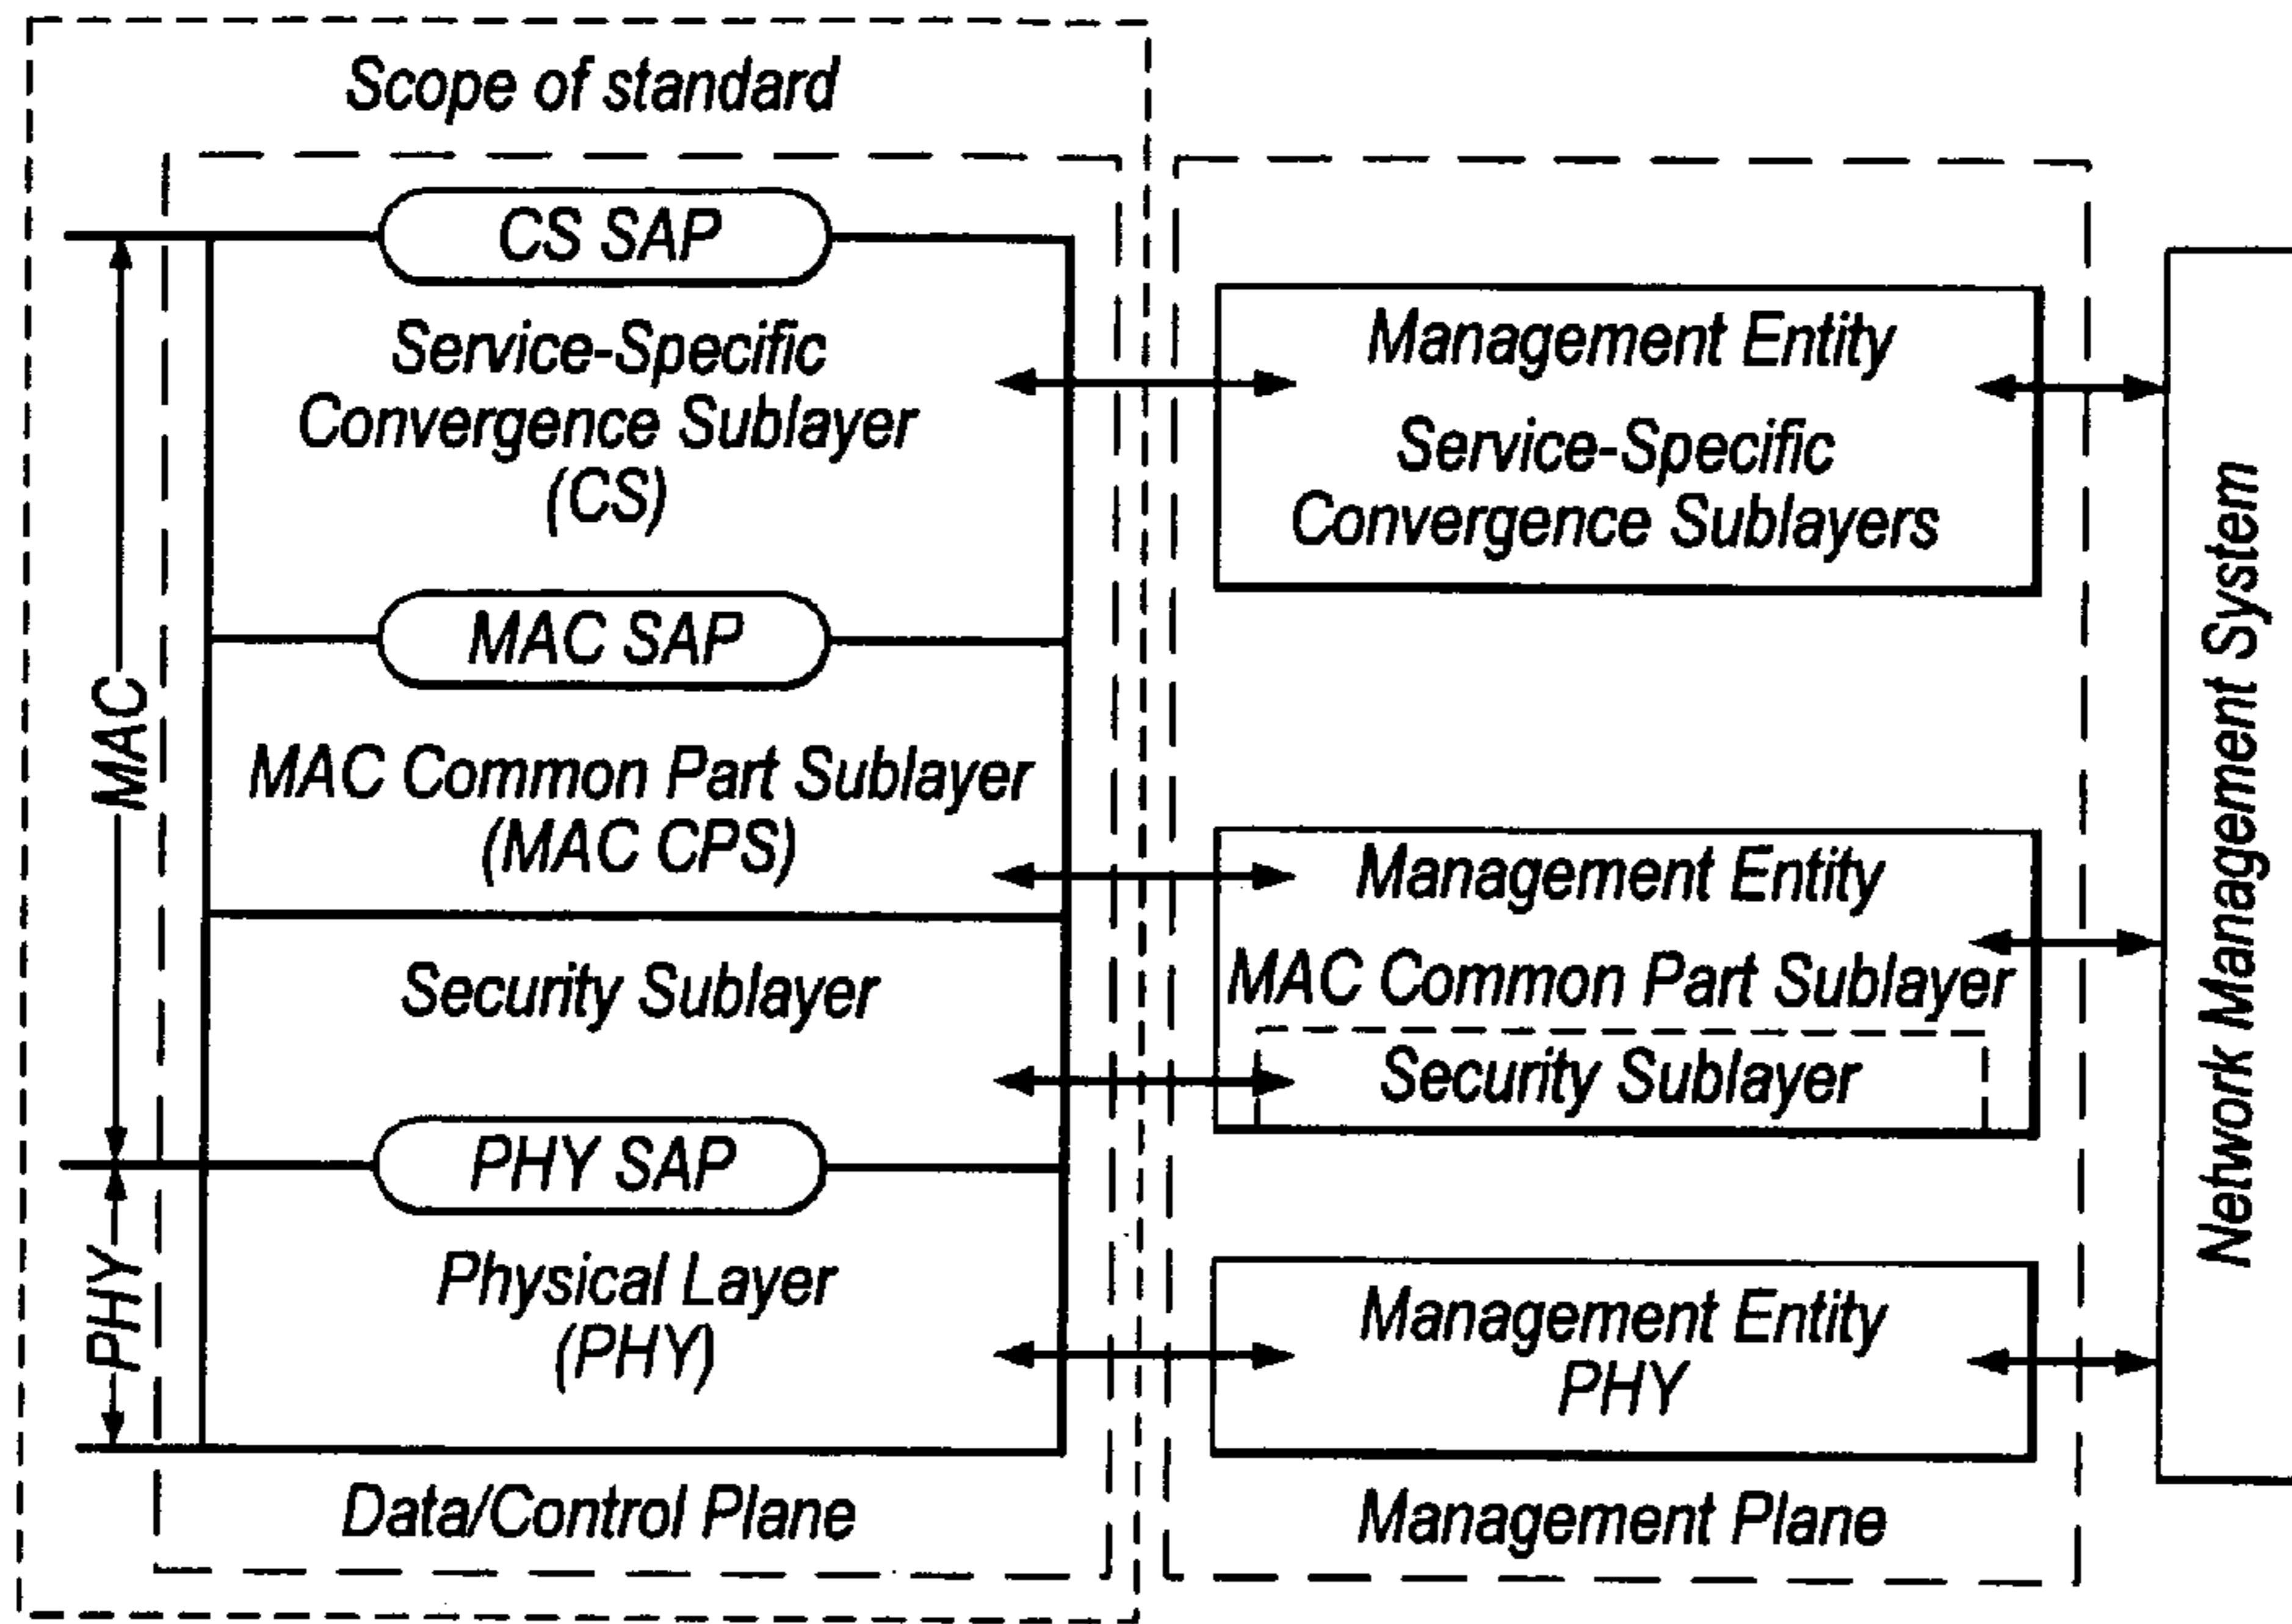 Scope of standard
CS SAP
Service-Specific
Convergence Sublayer
(CS)
MAC SAP
MAC Common Part Sublayer
(MAC CPS)
Security Sublayer
PHY SAP
Physical Layer
(PHY)
Data/Control Plane
MAC
PHY
Management Entity
Service-Specific
Convergence Sublayers
Management Entity
MAC Common Part Sublayer
Security Sublayer
Management Entity
PHY
Management Plane
Network Management System